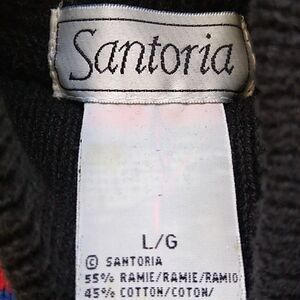 Santoria
L/G
© SANTORIA
55% RAMIE/RAMIE/RAMIO
45% COTTON/COTON/